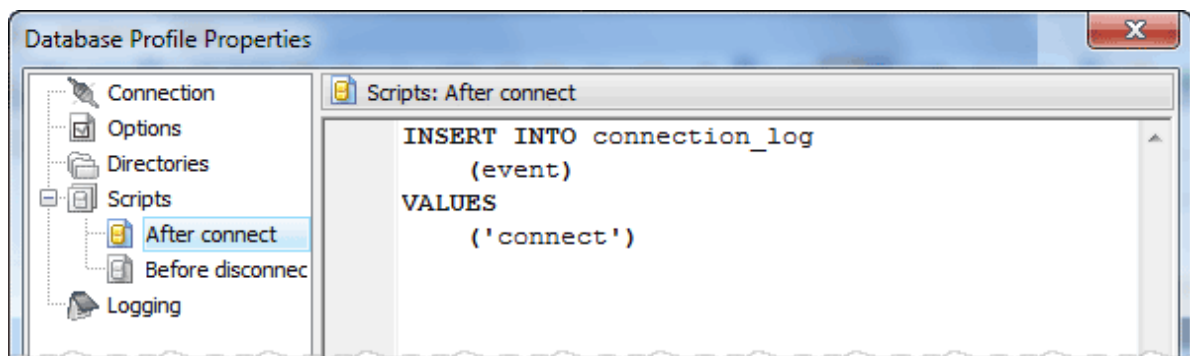 Database Profile Properties
Connection
Options
Directories
Scripts
After connect
Before disconnec
Logging
Scripts: After connect
INSERT INTO connection_log
(event)
VALUES
('connect')